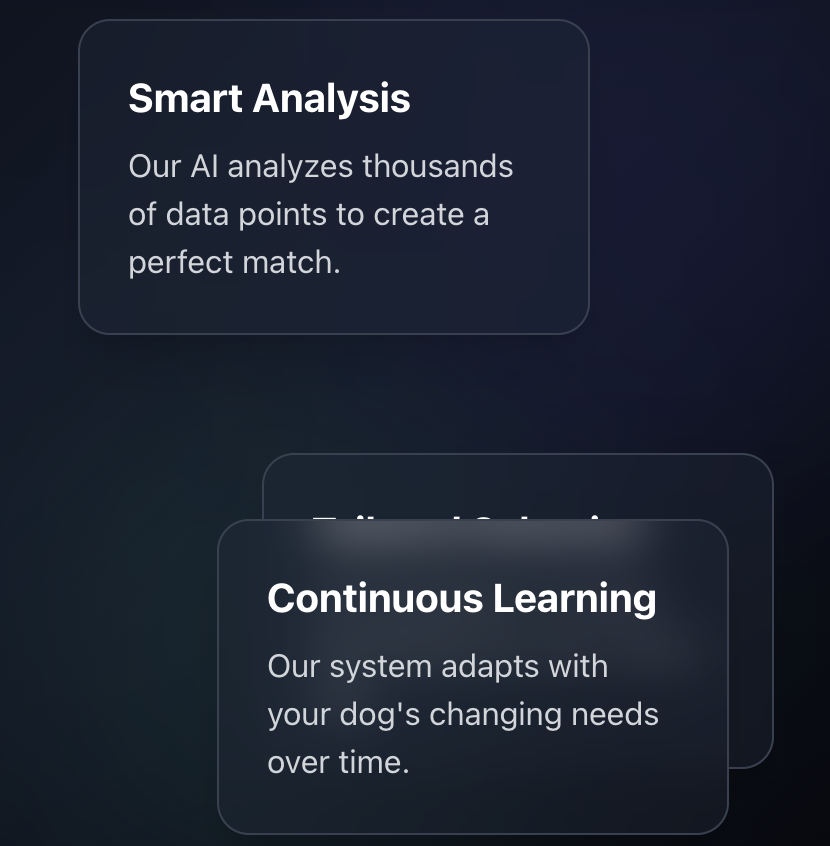 Smart Analysis
Our AI analyzes thousands
of data points to create a
perfect match.
Continuous Learning
Our system adapts with
your dog's changing needs
over time.